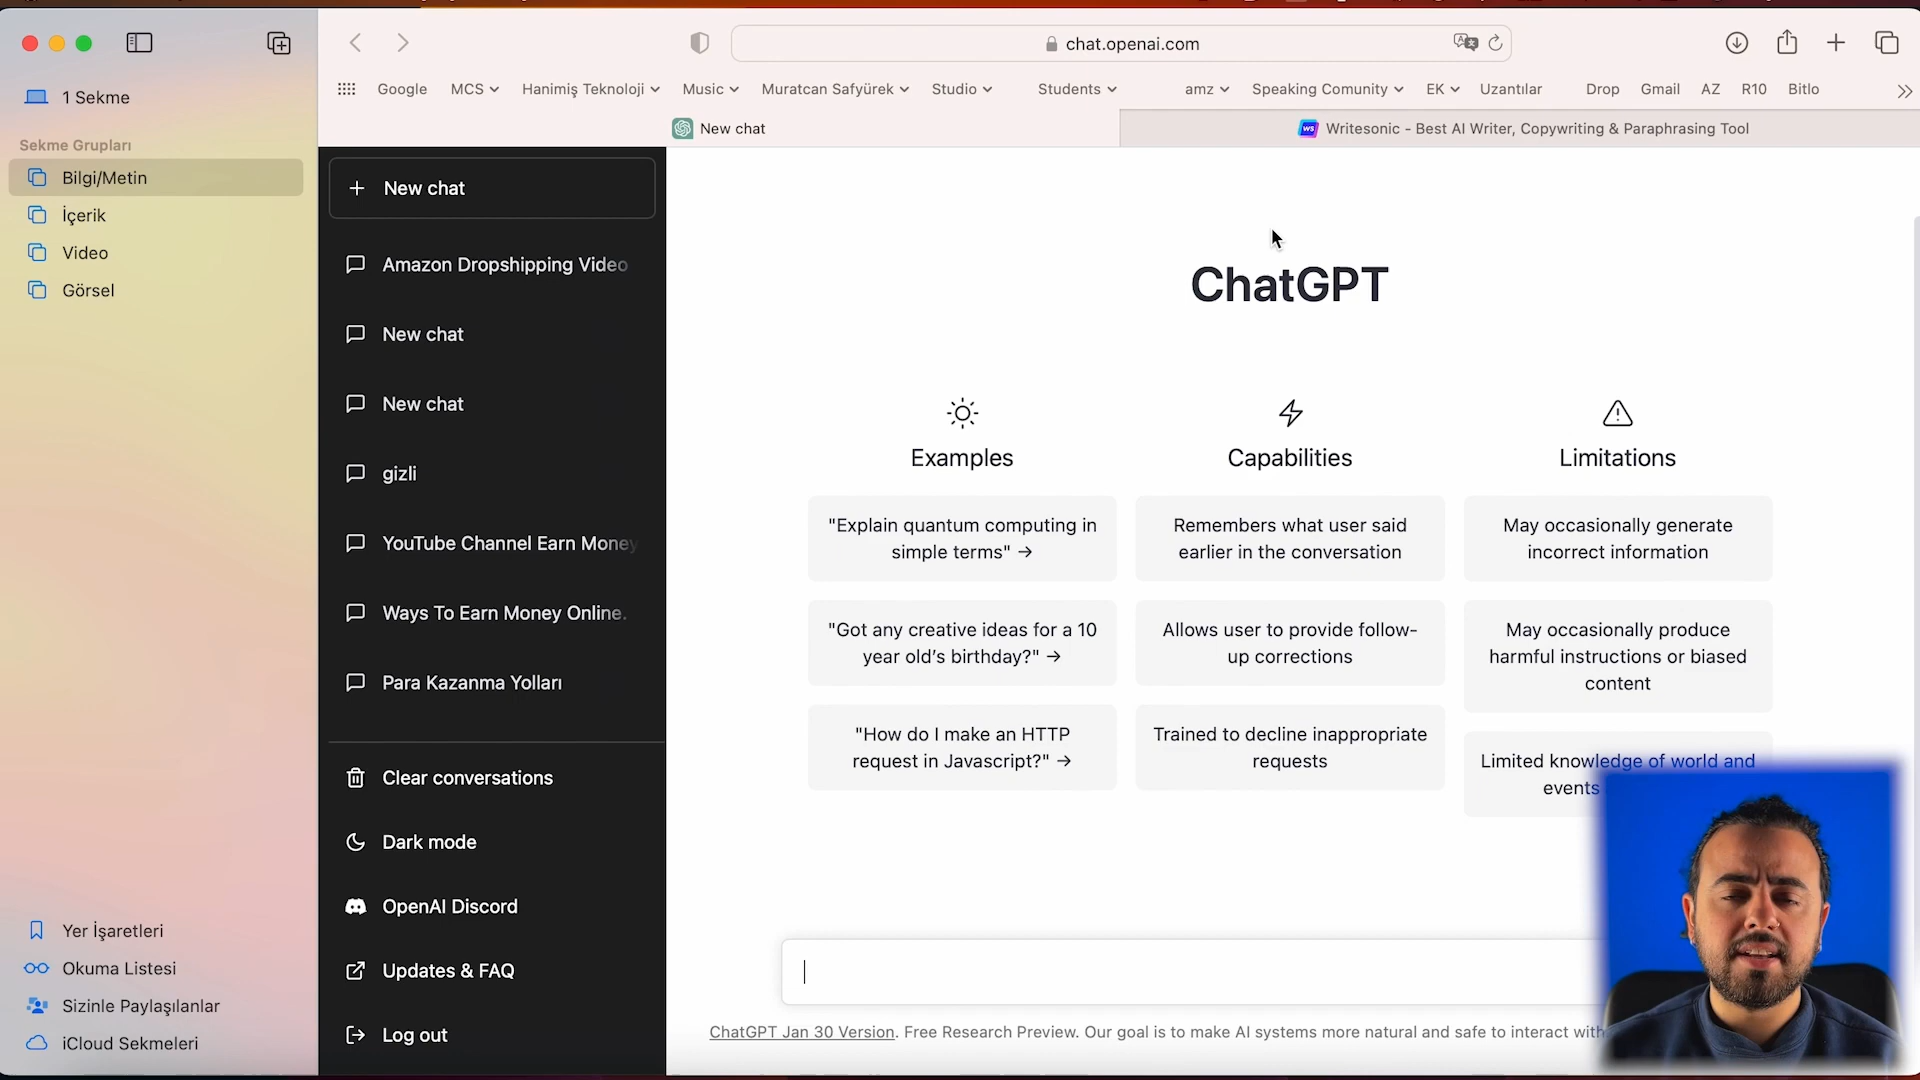 chat.openai.com
1 Sekme
Sekme Grupları
Bilgi/Metin
İçerik
Video
Görsel
Yer İşaretleri
Okuma Listesi
Sizinle Paylaşılanlar
iCloud Sekmeleri
Google MCS Hanimiş Teknoloji Music Muratcan Safyürek Studio Students amz Speaking Comunity EK Uzantılar Drop Gmail AZ R10 Bitlo
New chat
Writesonic - Best AI Writer, Copywriting & Paraphrasing Tool
New chat
Amazon Dropshipping Video
New chat
New chat
gizli
YouTube Channel Earn Money
Ways To Earn Money Online.
Para Kazanma Yolları
Clear conversations
Dark mode
OpenAI Discord
Updates & FAQ
Log out
ChatGPT
Examples
"Explain quantum computing in
simple terms" →
"Got any creative ideas for a 10
year old's birthday?" →
"How do I make an HTTP
request in Javascript?" →
Capabilities
Remembers what user said
earlier in the conversation
Allows user to provide follow-
up corrections
Trained to decline inappropriate
requests
Limitations
May occasionally generate
incorrect information
May occasionally produce
harmful instructions or biased
content
Limited knowledge of world and
events
ChatGPT Jan 30 Version. Free Research Preview. Our goal is to make AI systems more natural and safe to interact with